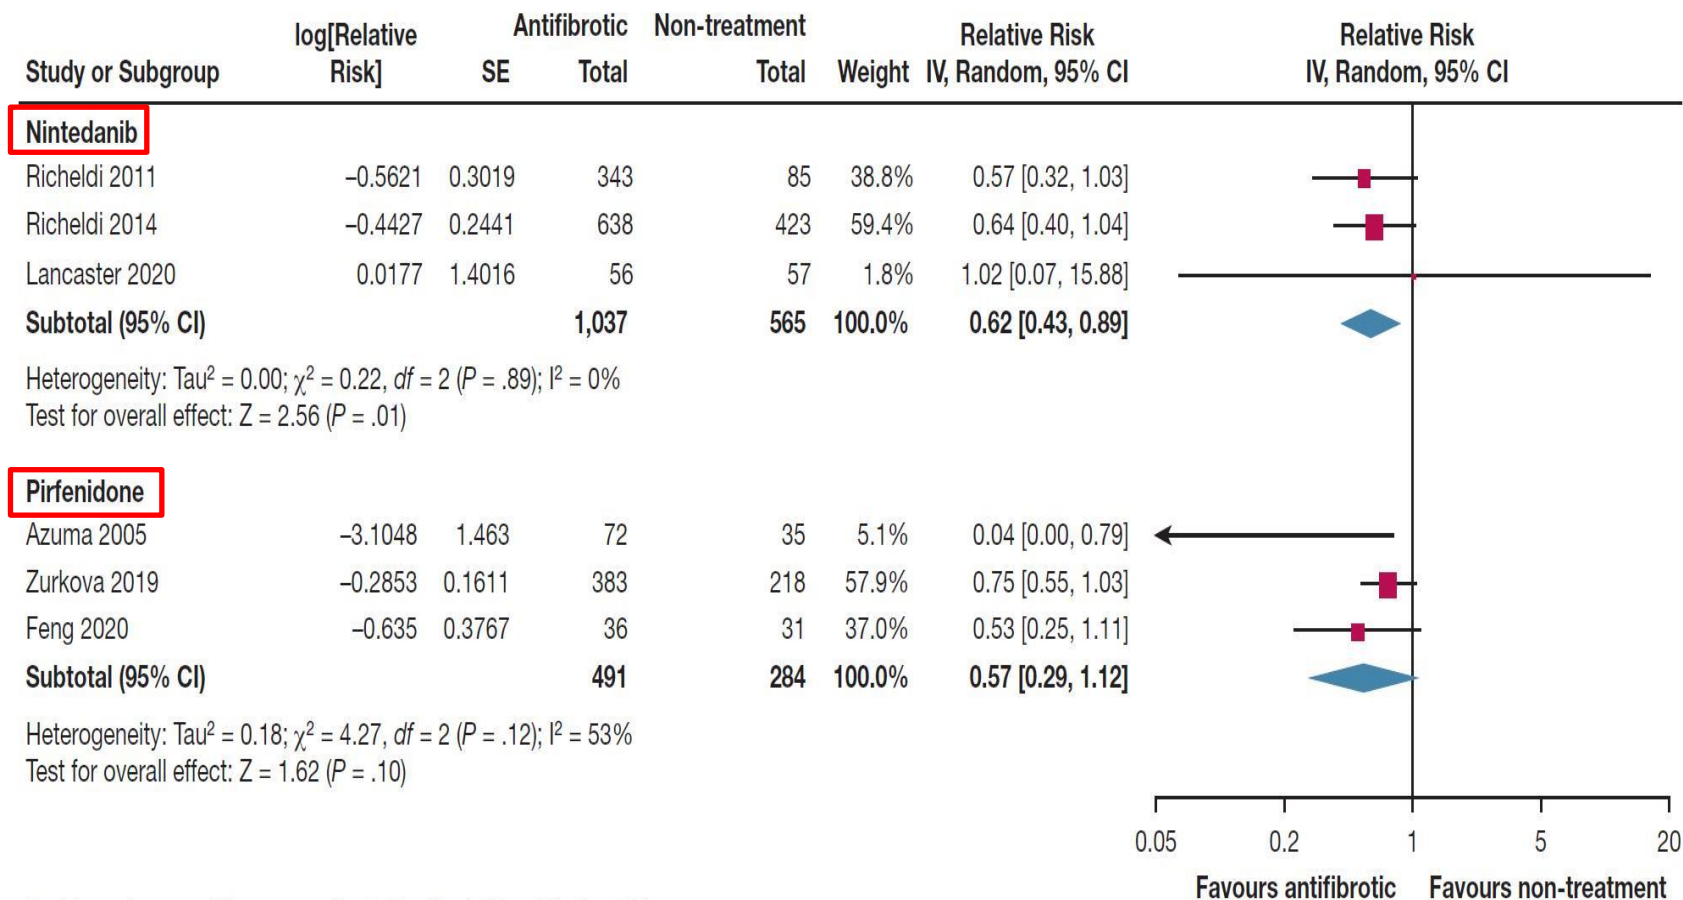 log[Relative Antifibrotic Non-treatment Relative Risk Relative Risk
Study or Subgroup Risk] SE Total Total Weight IV, Random, 95% CI IV, Random, 95% CI
Nintedanib
Richeldi 2011 –0.5621 0.3019 343 85 38.8% 0.57 [0.32, 1.03]
Richeldi 2014 –0.4427 0.2441 638 423 59.4% 0.64 [0.40, 1.04]
Lancaster 2020 0.0177 1.4016 56 57 1.8% 1.02 [0.07, 15.88]
Subtotal (95% CI) 1,037 565 100.0% 0.62 [0.43, 0.89]
Heterogeneity: Tau² = 0.00; χ² = 0.22, df = 2 (P = .89); I² = 0%
Test for overall effect: Z = 2.56 (P = .01)
Pirfenidone
Azuma 2005 –3.1048 1.463 72 35 5.1% 0.04 [0.00, 0.79]
Zurkova 2019 –0.2853 0.1611 383 218 57.9% 0.75 [0.55, 1.03]
Feng 2020 –0.635 0.3767 36 31 37.0% 0.53 [0.25, 1.11]
Subtotal (95% CI) 491 284 100.0% 0.57 [0.29, 1.12]
Heterogeneity: Tau² = 0.18; χ² = 4.27, df = 2 (P = .12); I² = 53%
Test for overall effect: Z = 1.62 (P = .10)
0.05 0.2 1 5 20
Favours antifibrotic Favours non-treatment